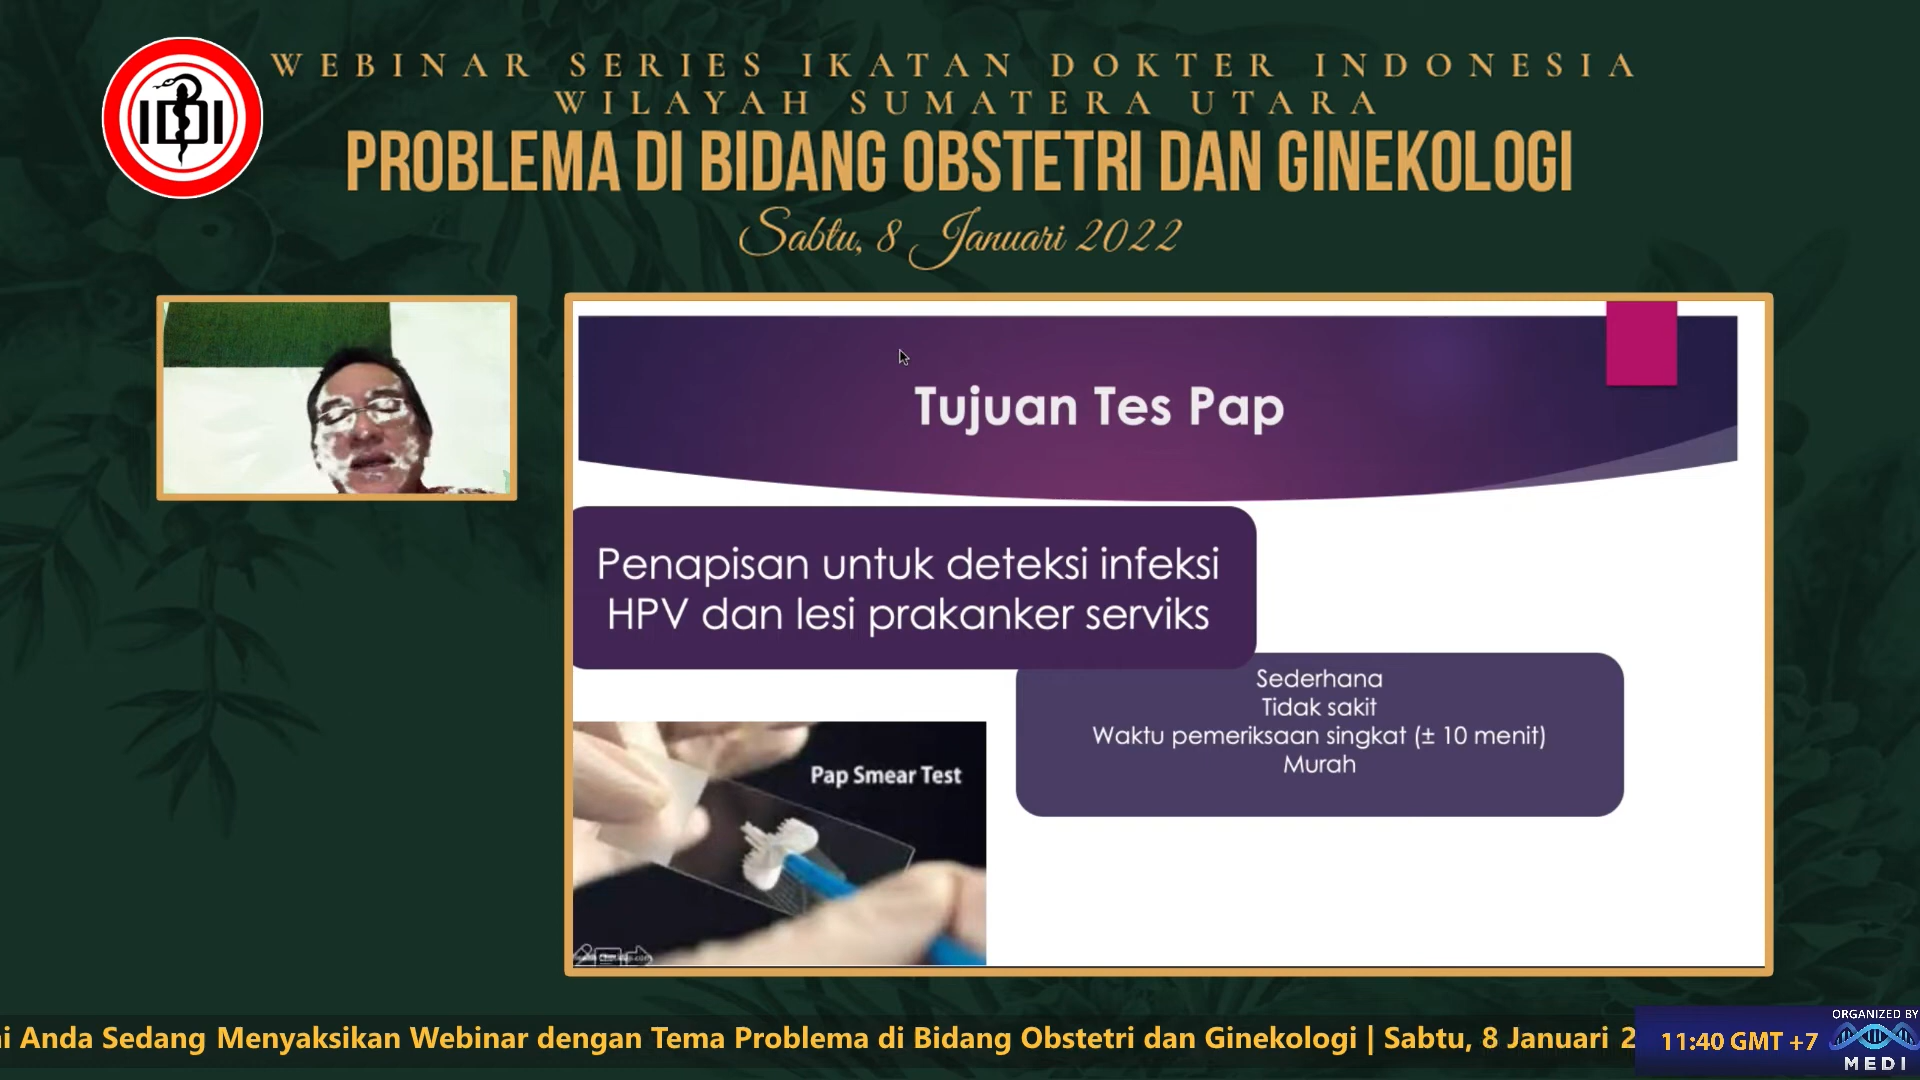 WEBINAR SERIES IKATAN DOKTER INDONESIA
WILAYAH SUMATERA UTARA
PROBLEMA DI BIDANG OBSTETRI DAN GINEKOLOGI
Sabtu, 8 Januari 2022
IDI
Tujuan Tes Pap
Penapisan untuk deteksi infeksi
HPV dan lesi prakanker serviks
Sederhana
Tidak sakit
Waktu pemeriksaan singkat (± 10 menit)
Murah
Pap Smear Test
Anda Sedang Menyaksikan Webinar dengan Tema Problema di Bidang Obstetri dan Ginekologi | Sabtu, 8 Januari 2
11:40 GMT +7
ORGANIZED BY
MEDI